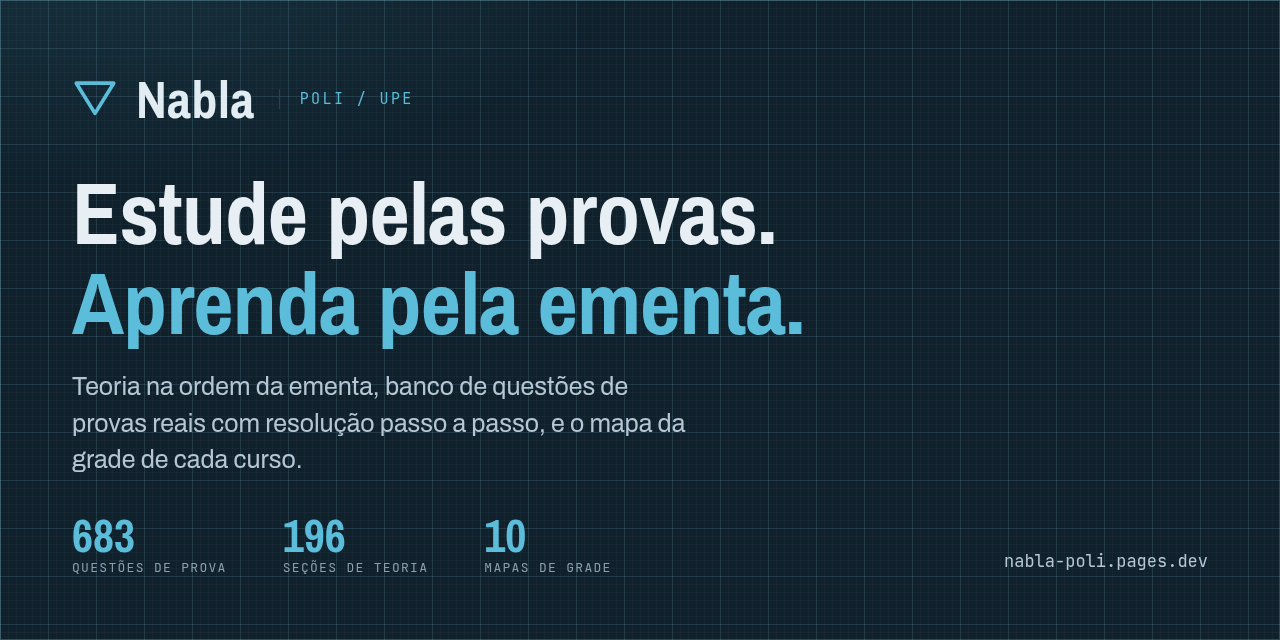 Nabla
POLI / UPE
Estude pelas provas.
Aprenda pela ementa.
Teoria na ordem da ementa, banco de questões de
provas reais com resolução passo a passo, e o mapa da
grade de cada curso.
683
QUESTÕES DE PROVA
196
SEÇÕES DE TEORIA
10
MAPAS DE GRADE
nabla-poli.pages.dev